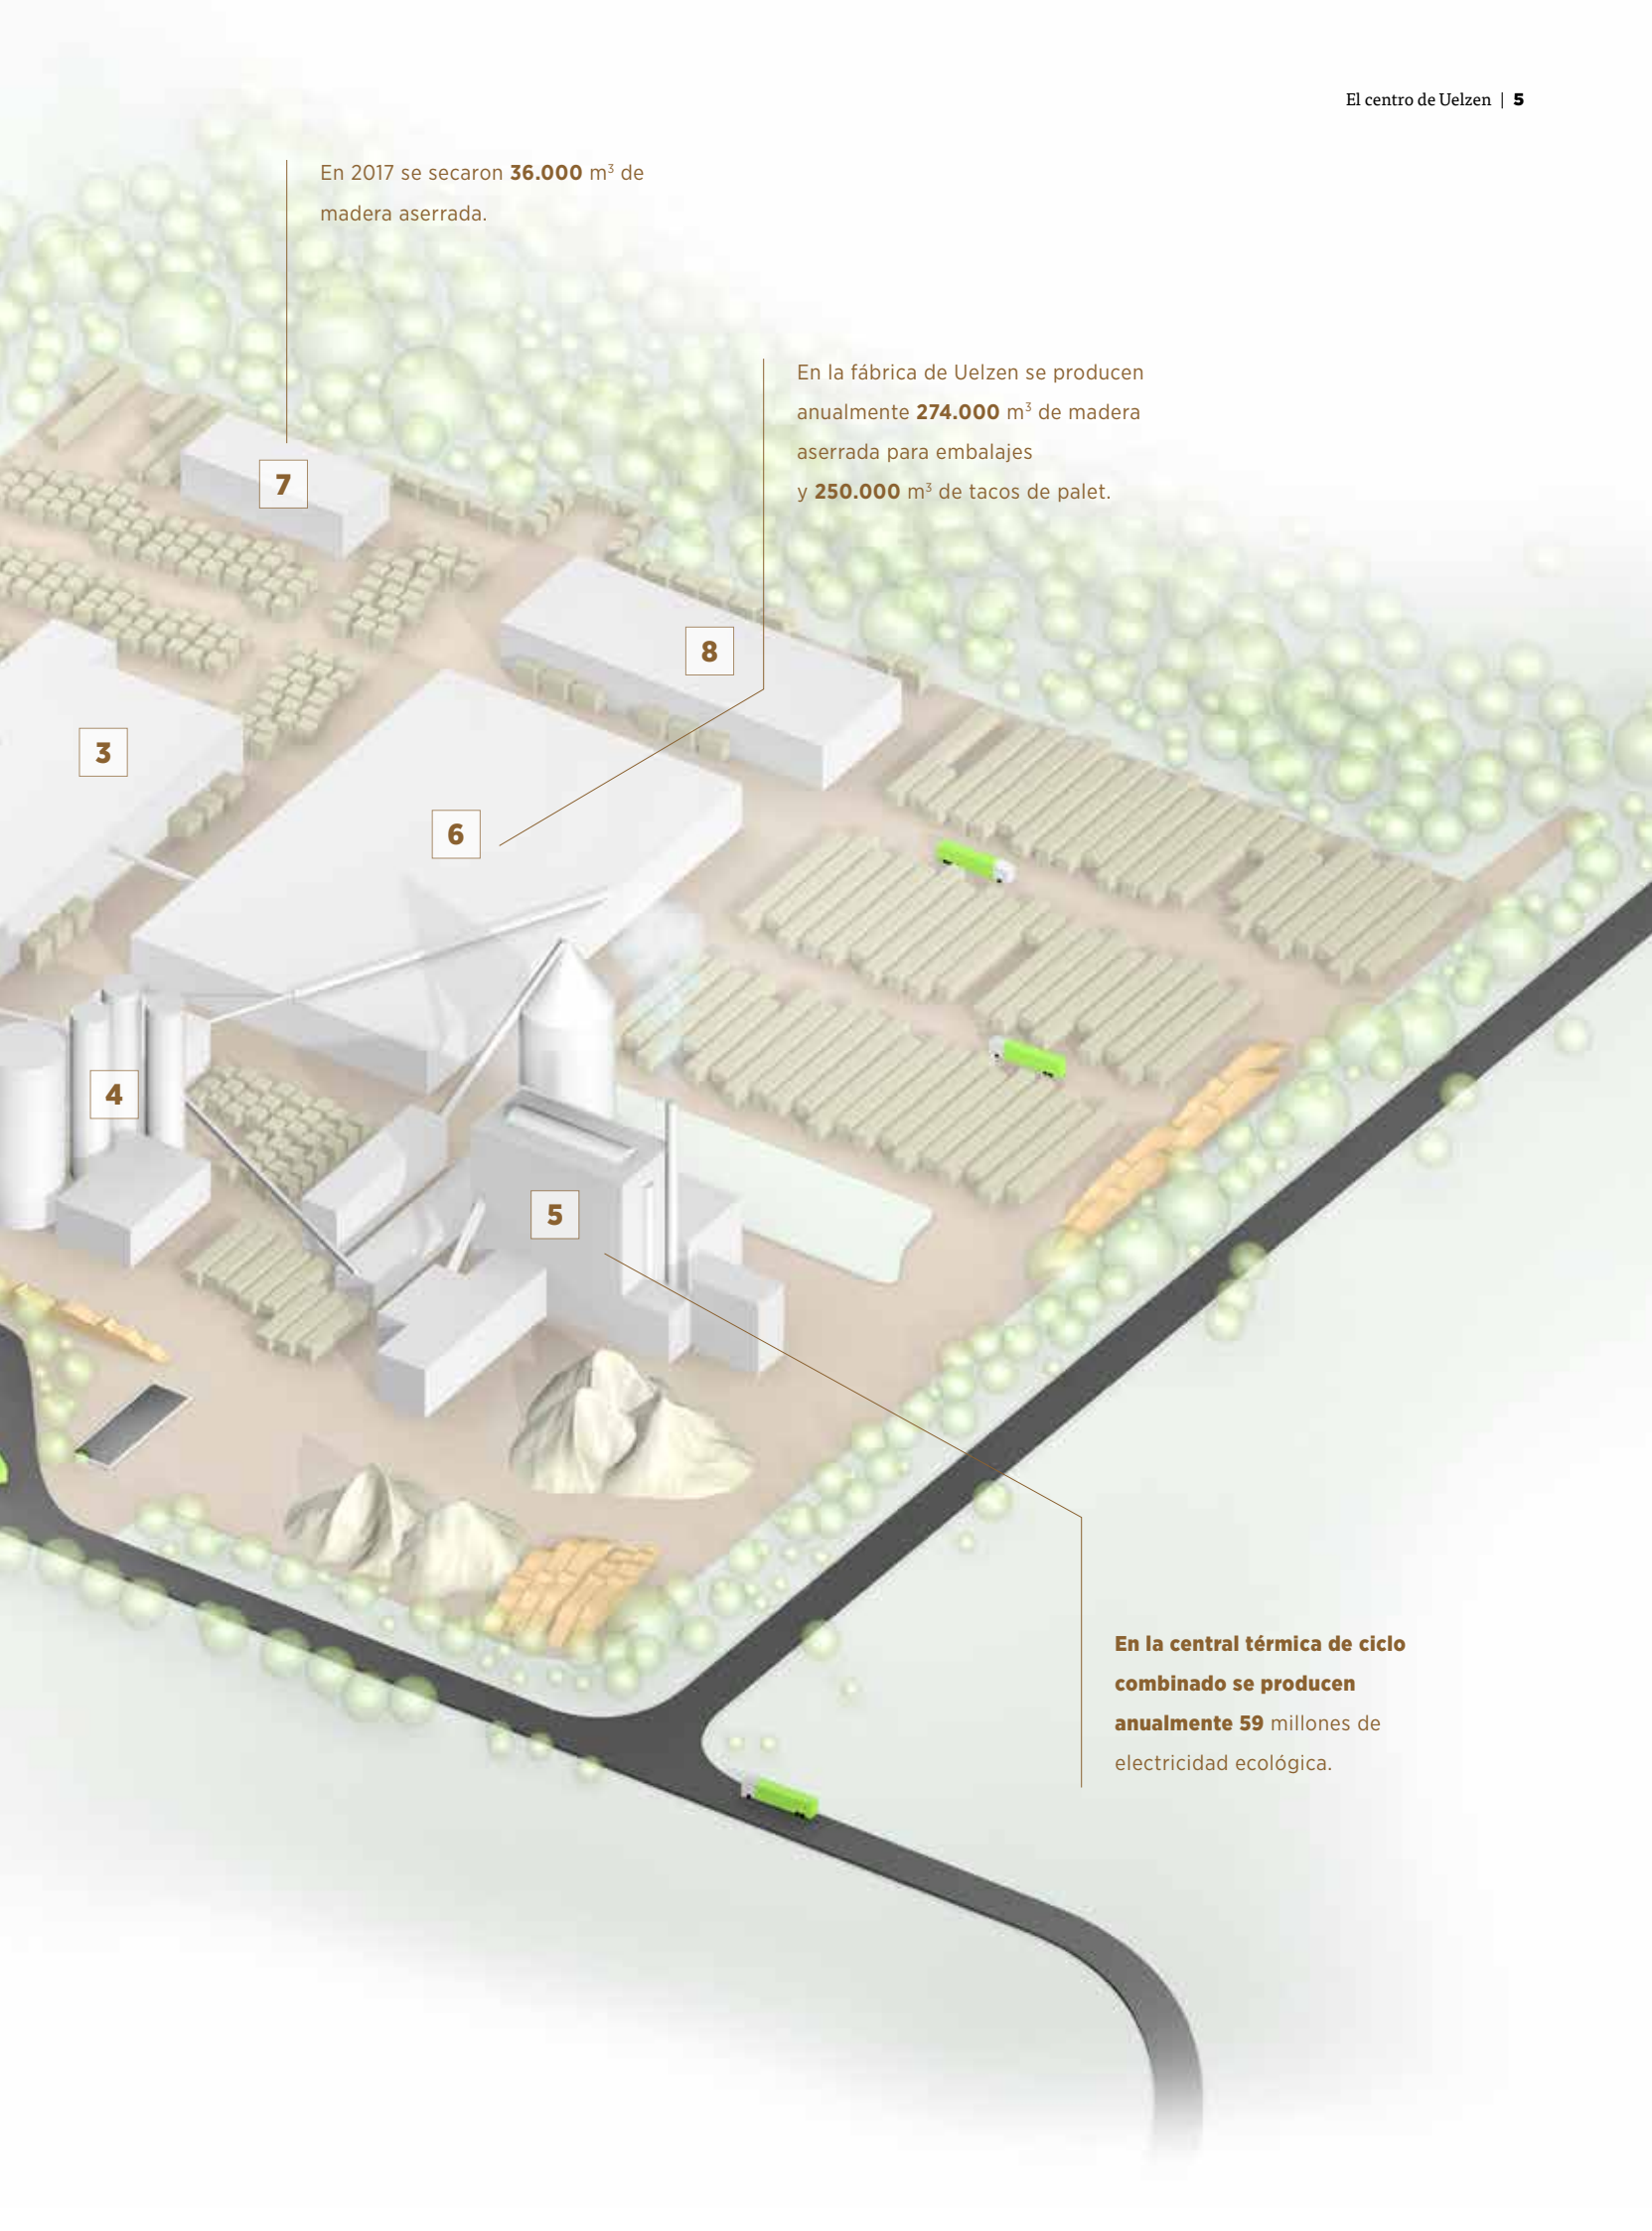 El centro de Uelzen | 5
En 2017 se secaron 36.000 m³ de
madera aserrada.
En la fábrica de Uelzen se producen
anualmente 274.000 m³ de madera
aserrada para embalajes
y 250.000 m³ de tacos de palet.
7
8
3
6
4
5
En la central térmica de ciclo
combinado se producen
anualmente 59 millones de
electricidad ecológica.